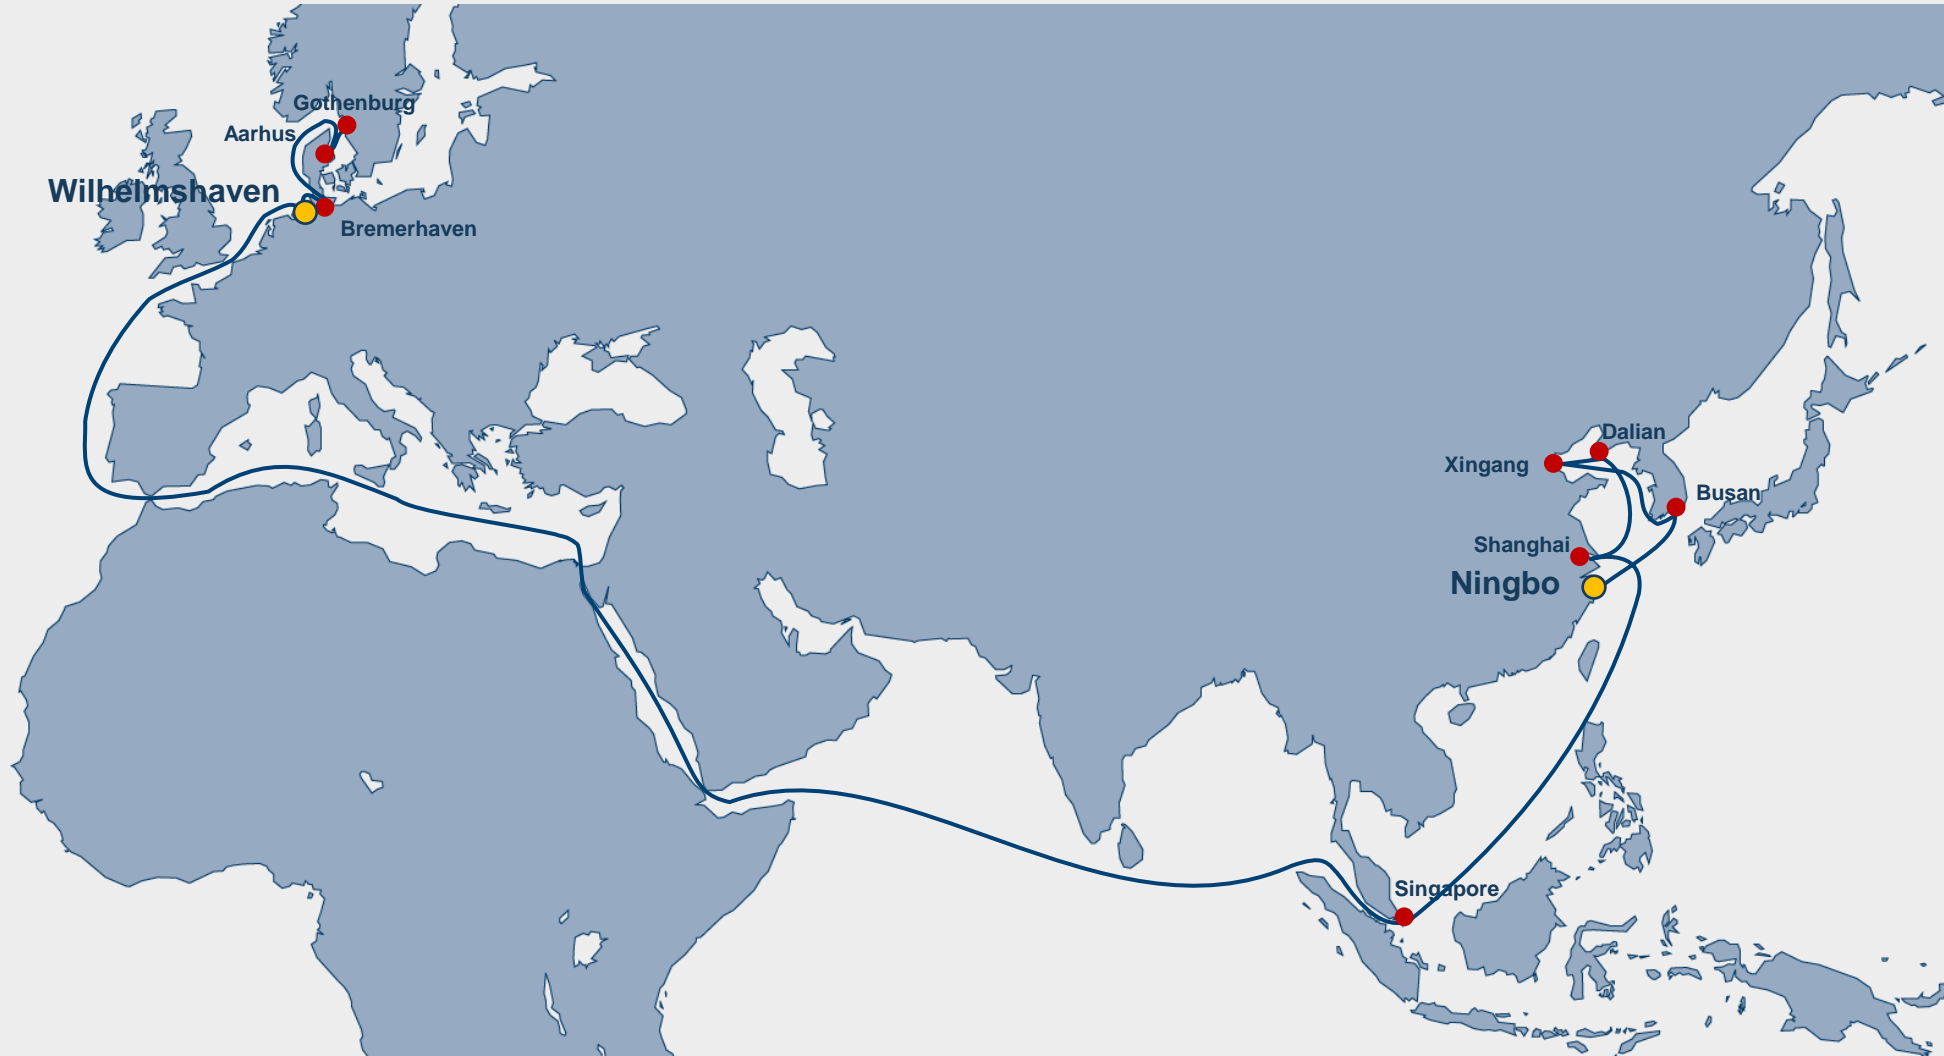 Gothenburg
Aarhus
Wilhelmshaven
Bremerhaven
Dalian
Xingang
Busan
Shanghai
Ningbo
Singapore